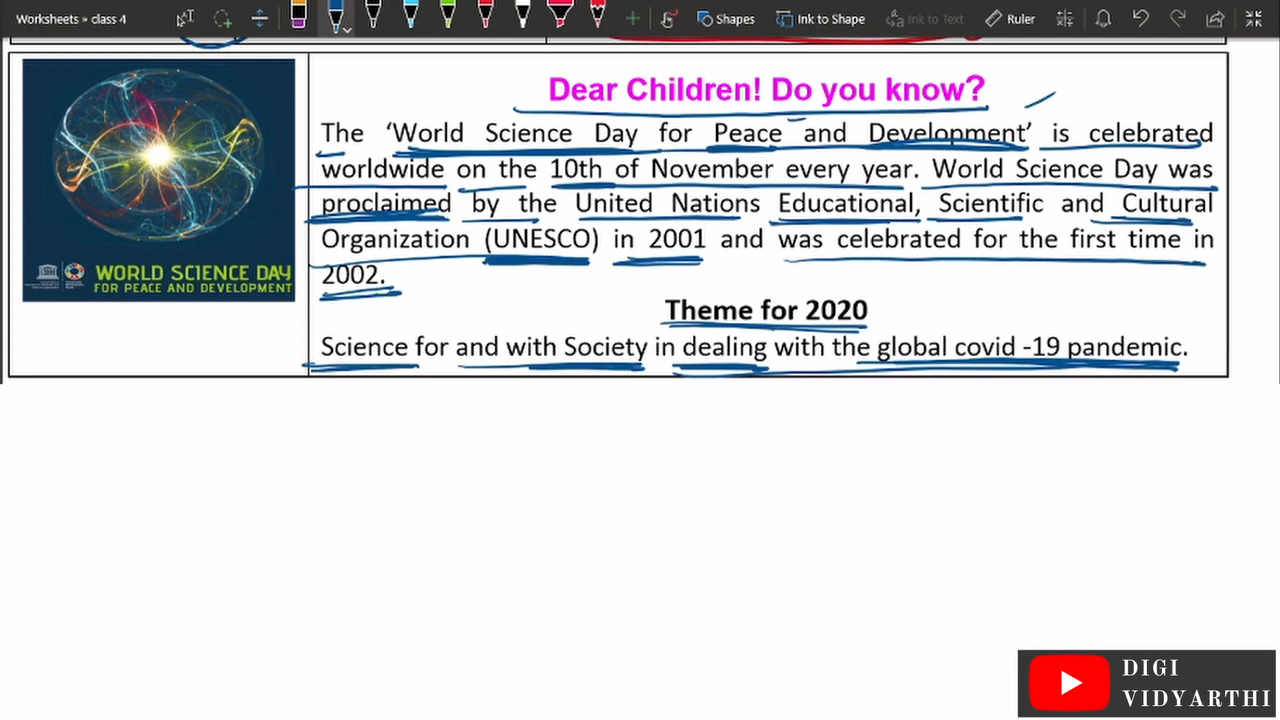 Worksheets » class 4
Shapes
Ink to Shape
Ink to Text
Ruler
WORLD SCIENCE DAY
FOR PEACE AND DEVELOPMENT
Dear Children! Do you know?
The ‘World Science Day for Peace and Development’ is celebrated
worldwide on the 10th of November every year. World Science Day was
proclaimed by the United Nations Educational, Scientific and Cultural
Organization (UNESCO) in 2001 and was celebrated for the first time in
2002.
Theme for 2020
Science for and with Society in dealing with the global covid -19 pandemic.
DIGI
VIDYARTHI